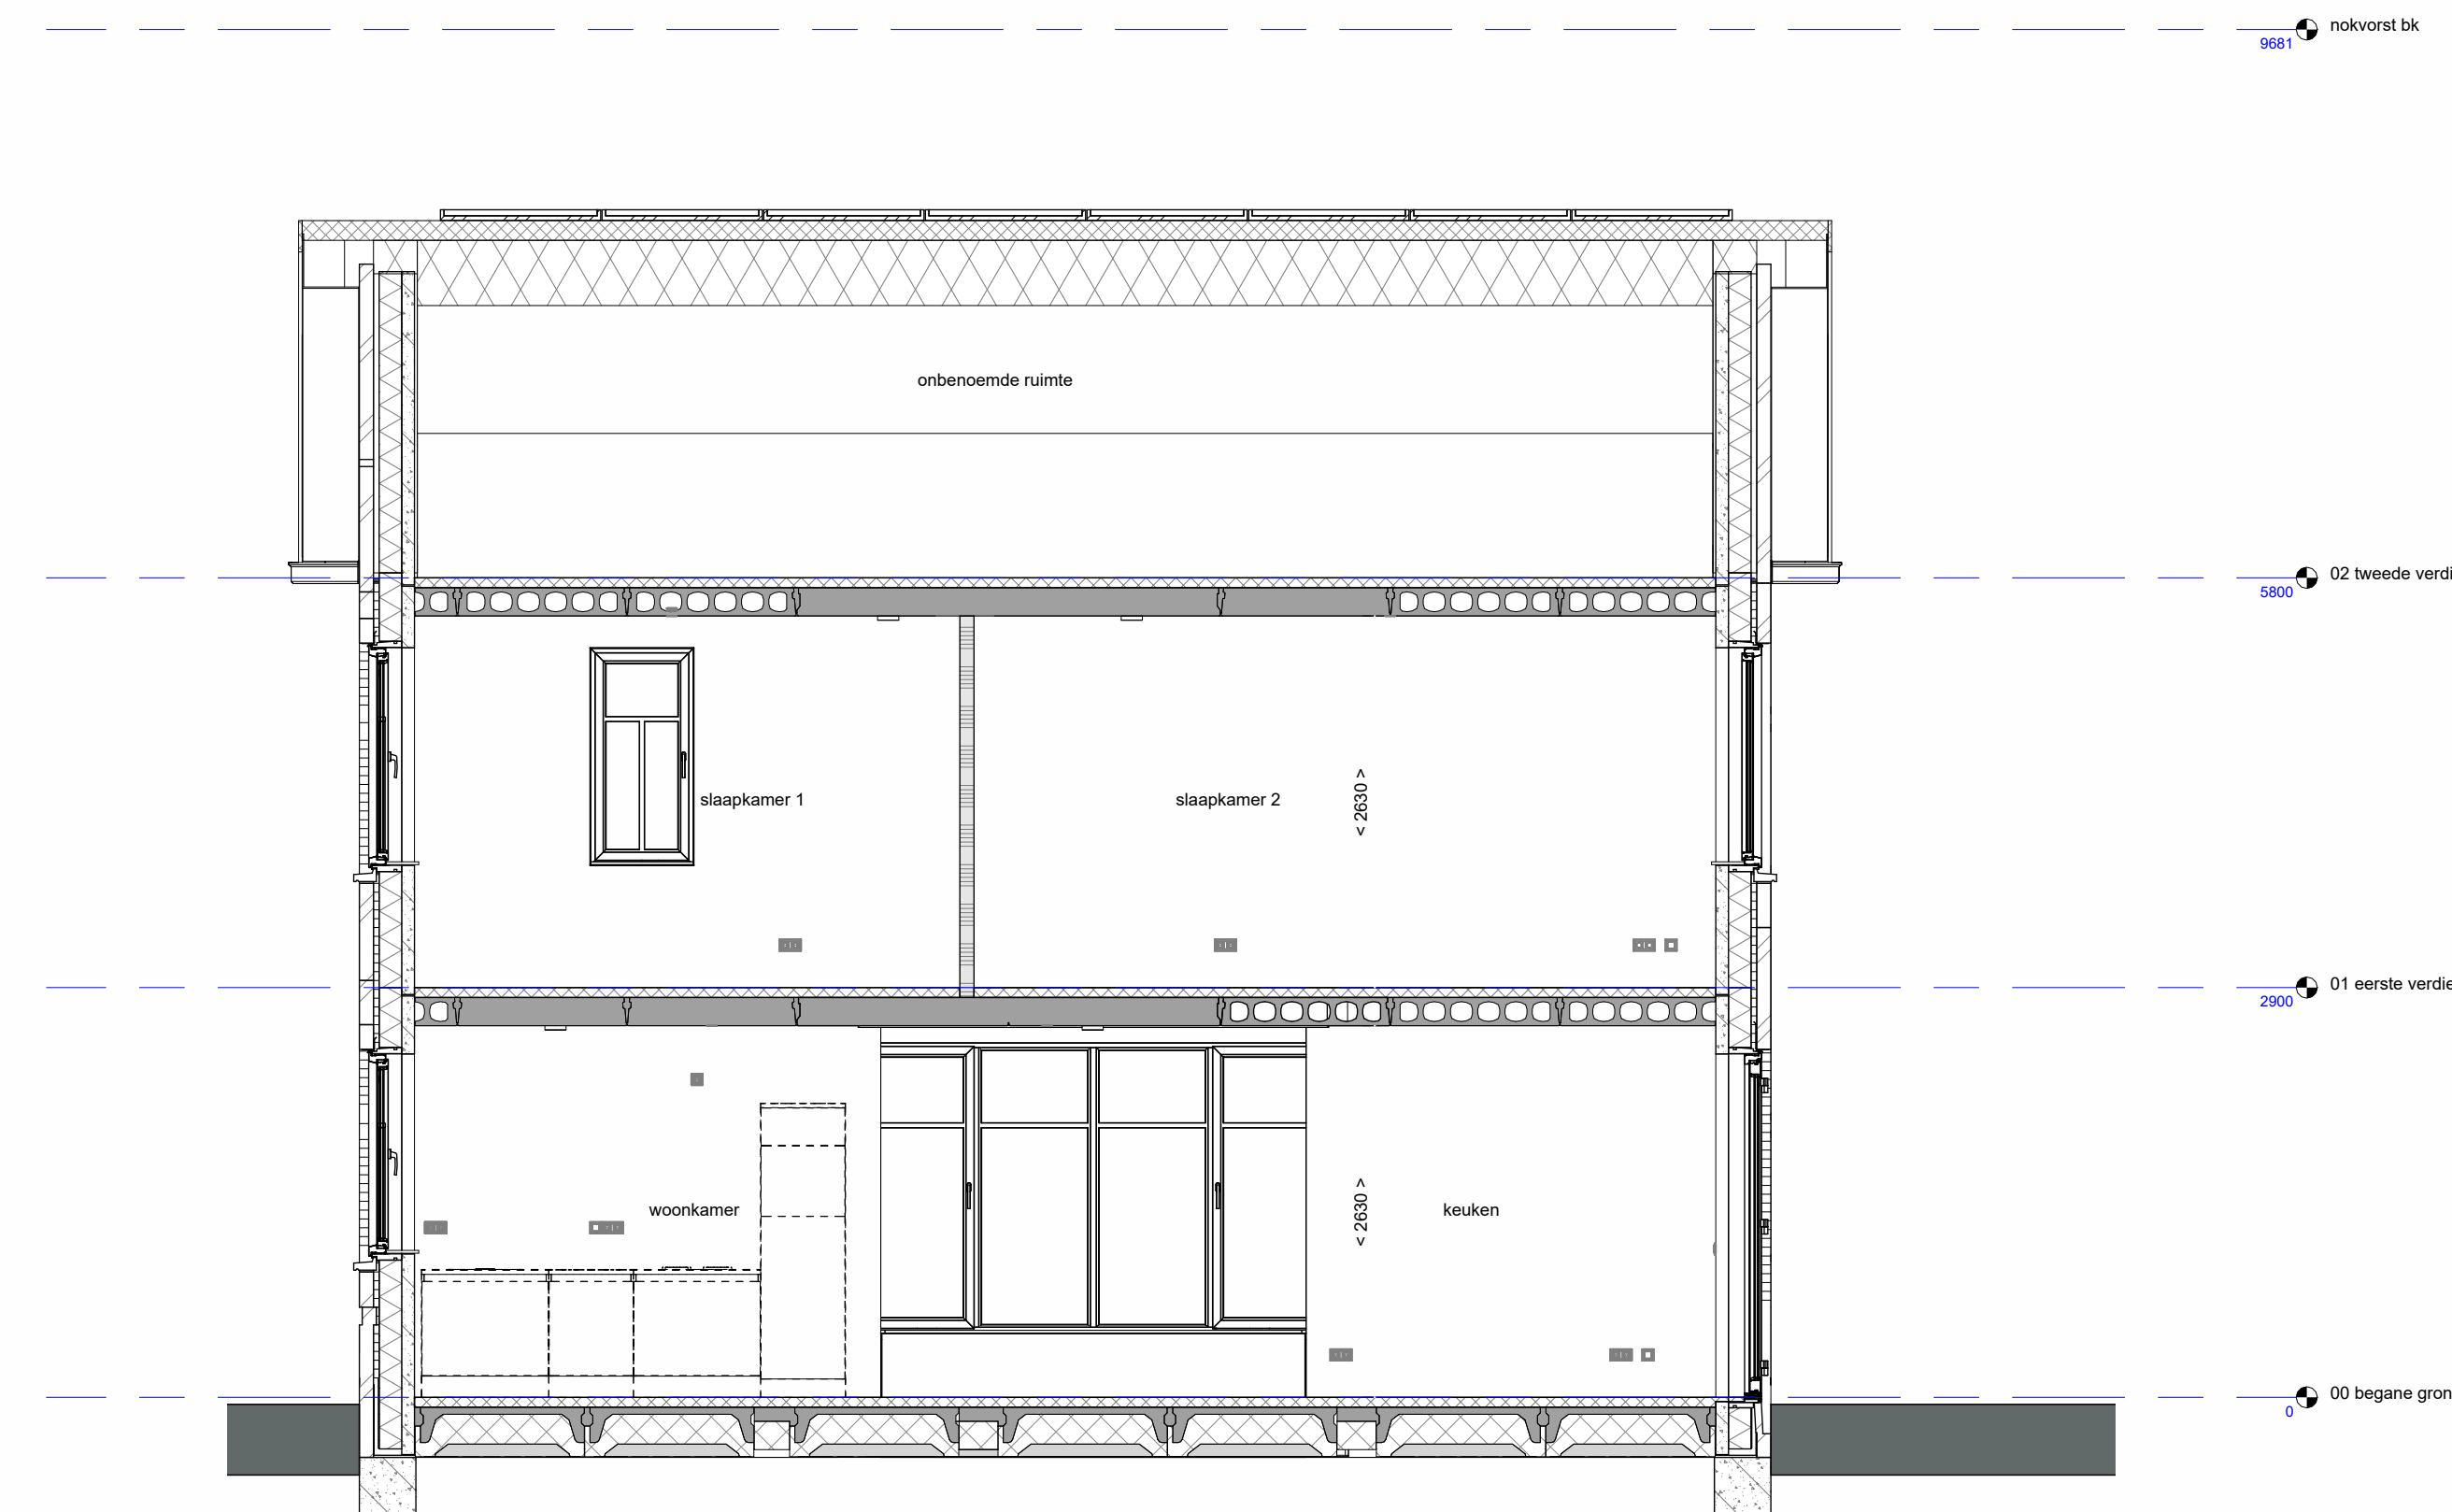 nokvorst bk
9681
onbenoemde ruimte
02 tweede verdi
5800
slaapkamer 1
slaapkamer 2
< 2630 >
01 eerste verdie
2900
woonkamer
< 2630 >
keuken
00 begane gron
0